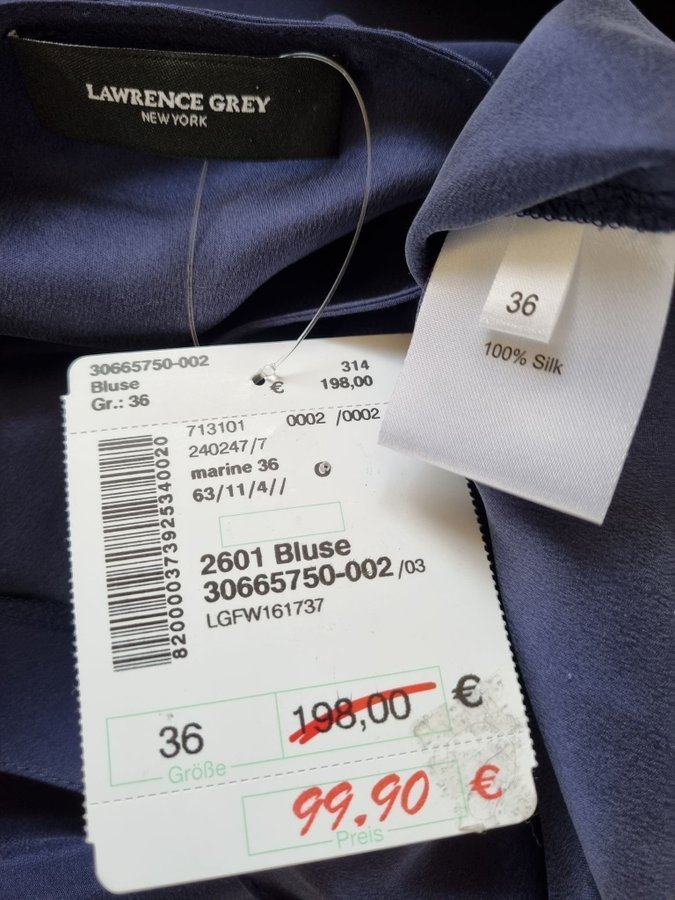 LAWRENCE GREY
NEW YORK
36
100% Silk
30665750-002
Bluse
Gr.: 36
314
€ 198,00
713101 0002 /0002
240247/7
marine 36
63/11/4//
820000373925340020
2601 Bluse
30665750-002 /03
LGFW161737
36
Größe
198,00 €
99.90 €
Preis